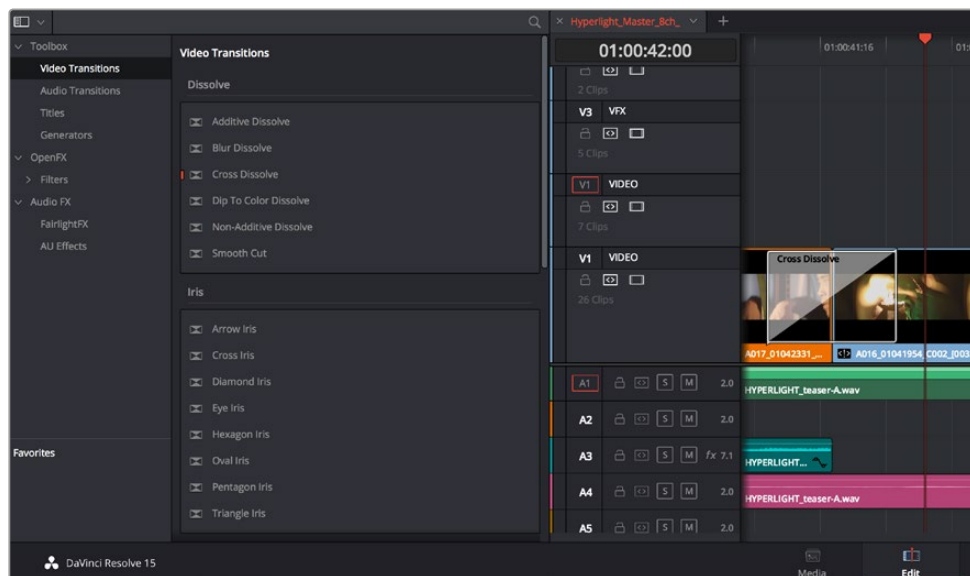 Hyperlight_Master_8ch_
Toolbox
Video Transitions
Audio Transitions
Titles
Generators
OpenFX
Filters
Audio FX
FairlightFX
AU Effects
Favorites
Video Transitions
Dissolve
Additive Dissolve
Blur Dissolve
Cross Dissolve
Dip To Color Dissolve
Non-Additive Dissolve
Smooth Cut
Iris
Arrow Iris
Cross Iris
Diamond Iris
Eye Iris
Hexagon Iris
Oval Iris
Pentagon Iris
Triangle Iris
01:00:42:00
01:00:41:16
01:
2 Clips
V3 VFX
5 Clips
V1 VIDEO
7 Clips
V1 VIDEO
26 Clips
Cross Dissolve
A017_01042331_...
A016_01041954_C002_[003
A1 S M 2.0
HYPERLIGHT_teaser-A.wav
A2 S M 2.0
A3 S M fx 7.1
HYPERLIGHT...
A4 S M 2.0
HYPERLIGHT_teaser-A.wav
A5 S M 2.0
DaVinci Resolve 15
Media
Edit